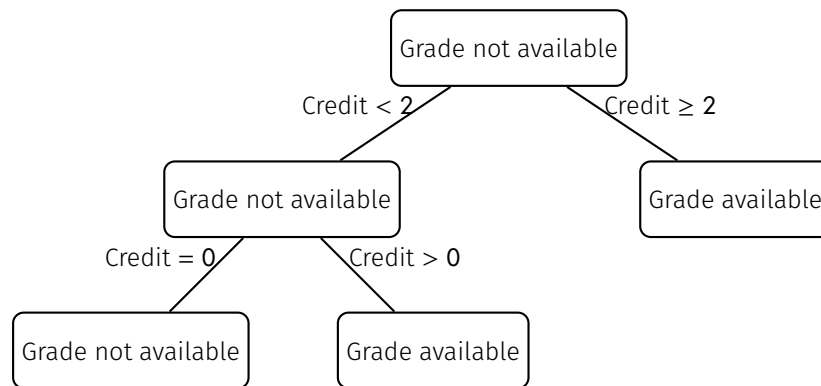 Grade not available
Credit < 2
Credit ≥ 2
Grade not available
Grade available
Credit = 0
Credit > 0
Grade not available
Grade available